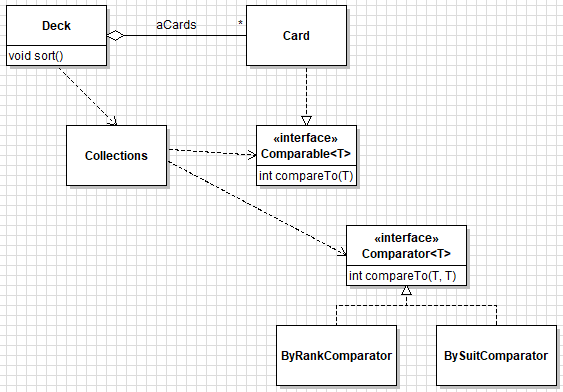 Deck
void sort()
aCards
*
Card
Collections
«interface»
Comparable<T>
int compareTo(T)
«interface»
Comparator<T>
int compareTo(T, T)
ByRankComparator
BySuitComparator